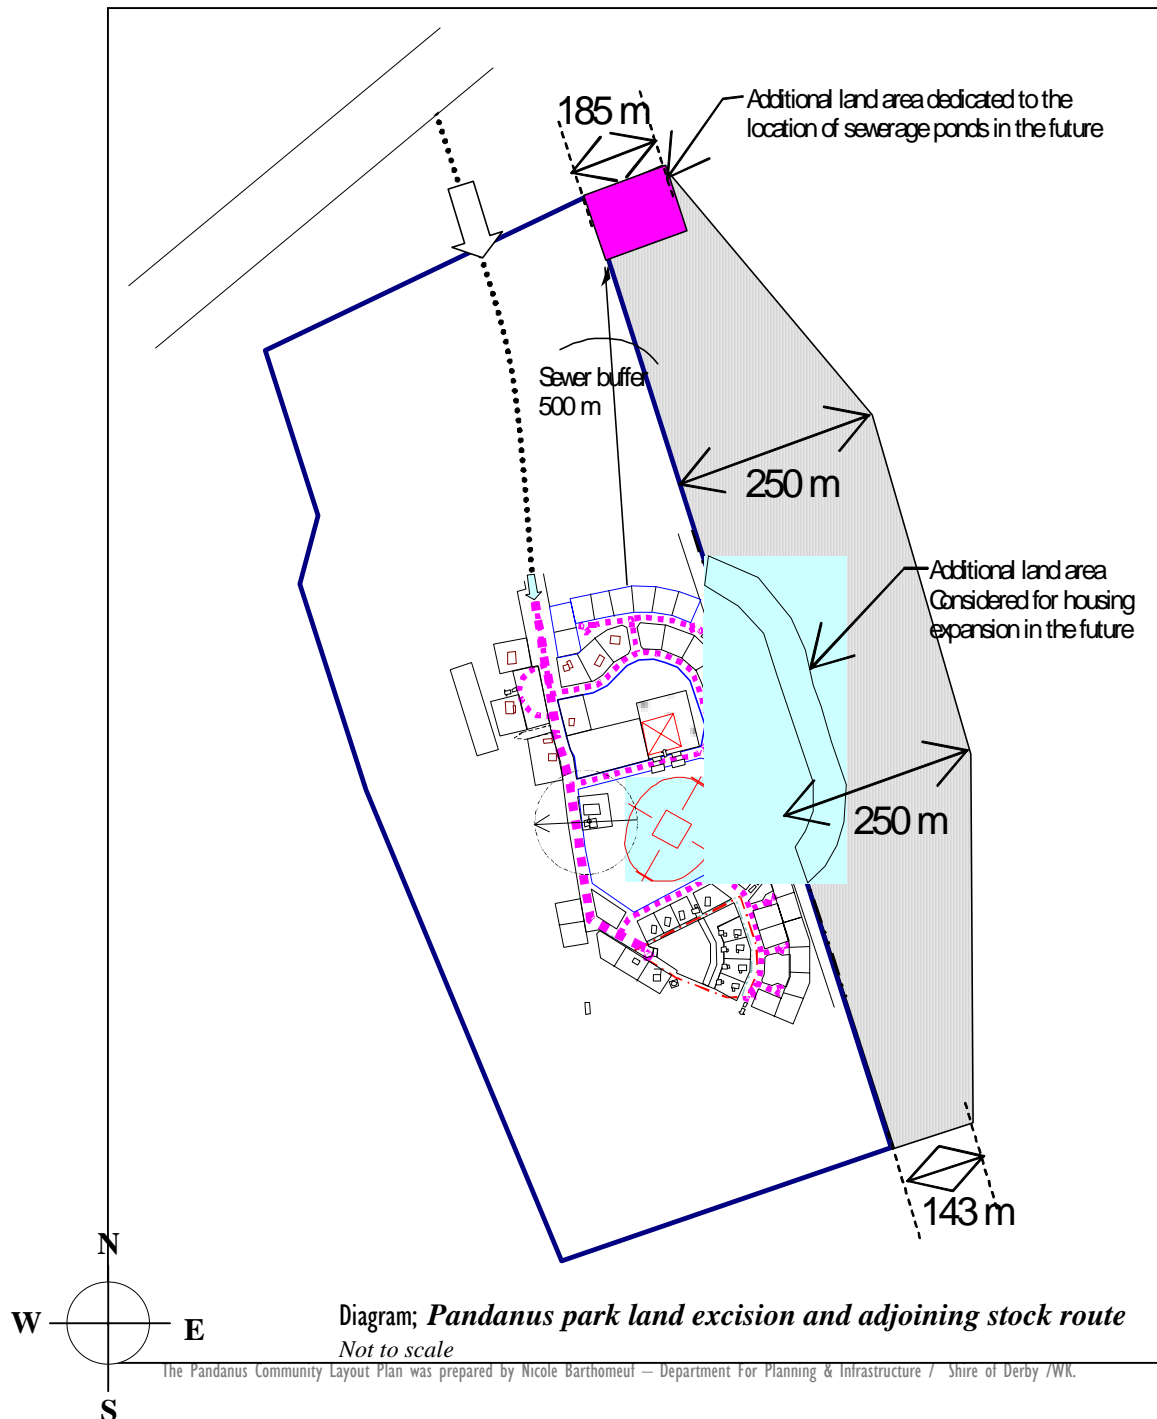 185 m
Additional land area dedicated to the
location of sewerage ponds in the future
Sewer buffer
500 m
250 m
Additional land area
Considered for housing
expansion in the future
250 m
143 m
N
W
E
S
Diagram; Pandanus park land excision and adjoining stock route
Not to scale
The Pandanus Community Layout Plan was prepared by Nicole Barthomeuf – Department For Planning & Infrastructure / Shire of Derby /WK.